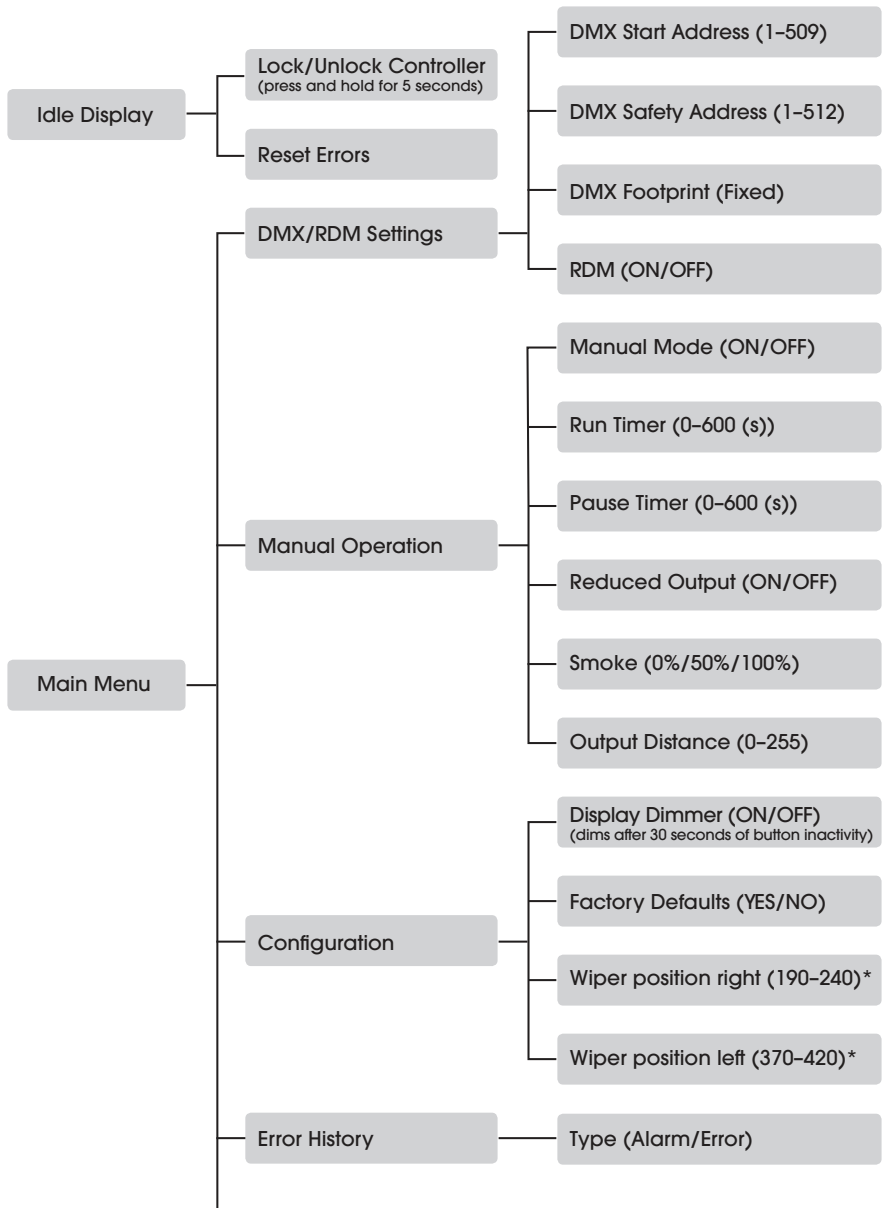 Idle Display
Lock/Unlock Controller
(press and hold for 5 seconds)
Reset Errors
Main Menu
DMX/RDM Settings
DMX Start Address (1–509)
DMX Safety Address (1–512)
DMX Footprint (Fixed)
RDM (ON/OFF)
Manual Operation
Manual Mode (ON/OFF)
Run Timer (0–600 (s))
Pause Timer (0–600 (s))
Reduced Output (ON/OFF)
Smoke (0%/50%/100%)
Output Distance (0–255)
Configuration
Display Dimmer (ON/OFF)
(dims after 30 seconds of button inactivity)
Factory Defaults (YES/NO)
Wiper position right (190–240)*
Wiper position left (370–420)*
Error History
Type (Alarm/Error)